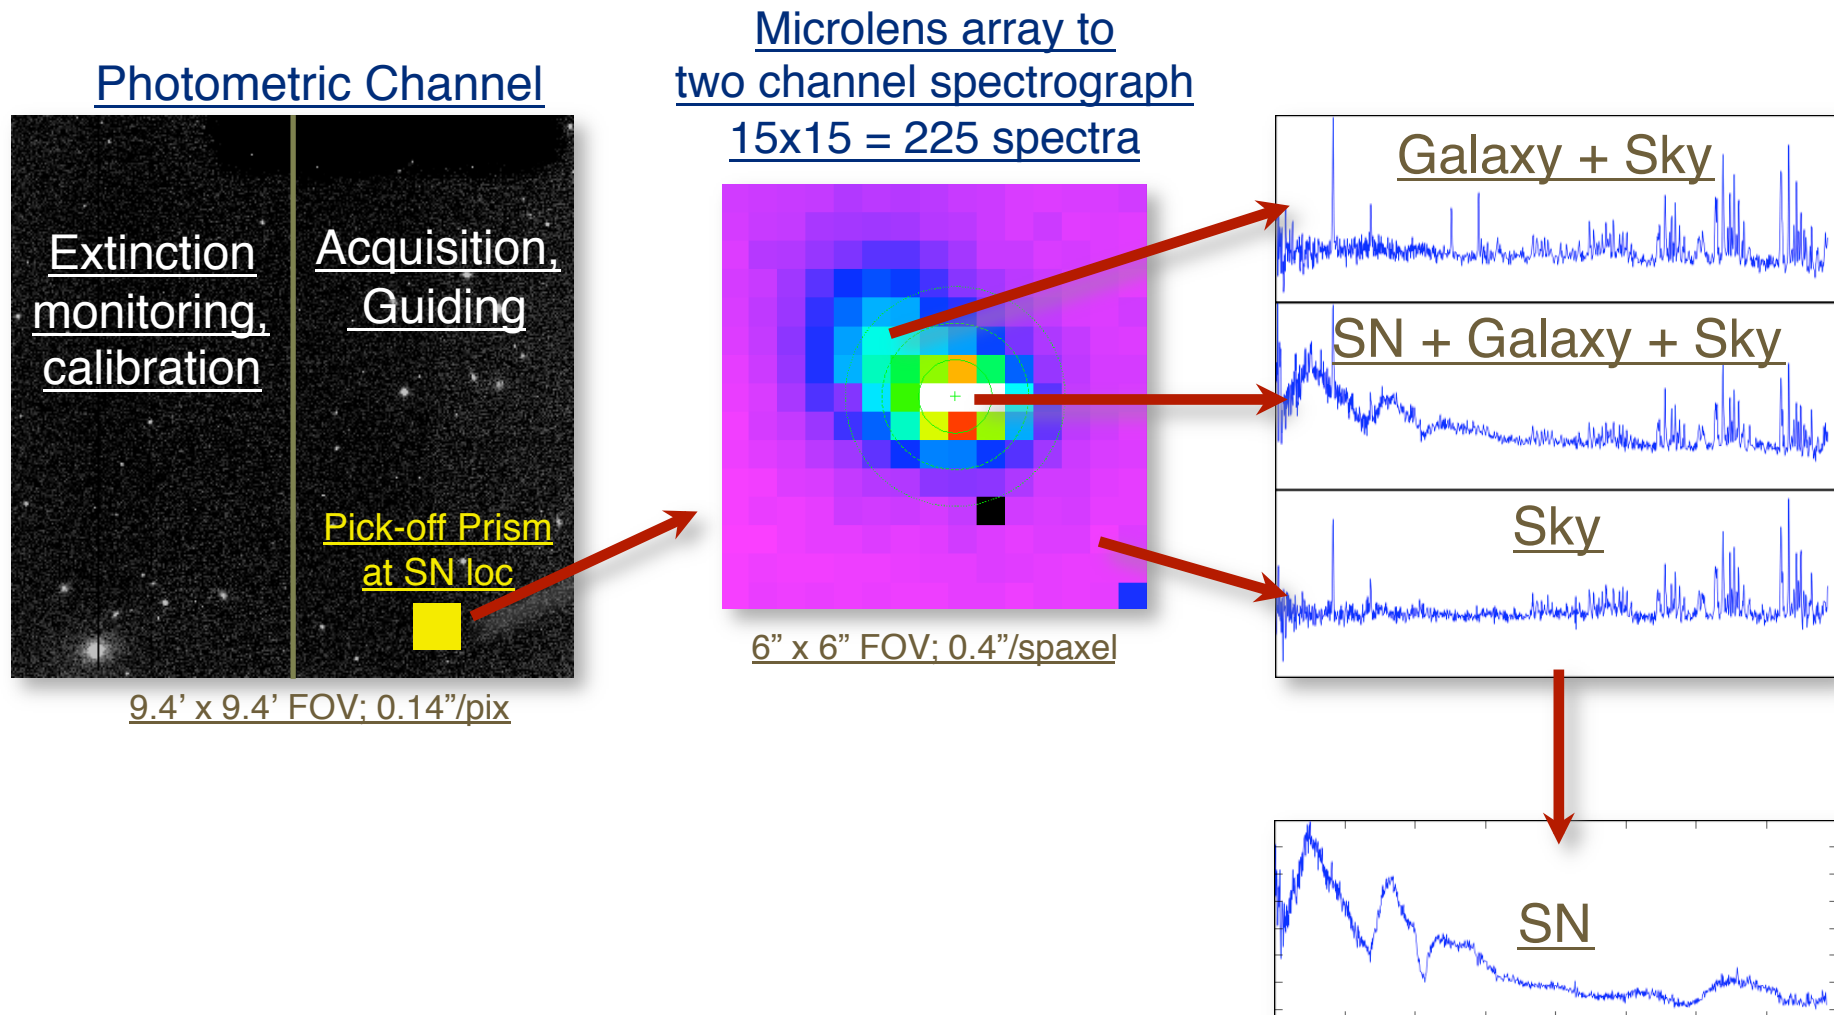 Photometric Channel
Extinction
monitoring,
calibration
Acquisition,
Guiding
Pick-off Prism
at SN loc
9.4’ x 9.4’ FOV; 0.14”/pix
Microlens array to
two channel spectrograph
15x15 = 225 spectra
6” x 6” FOV; 0.4”/spaxel
Galaxy + Sky
SN + Galaxy + Sky
Sky
SN